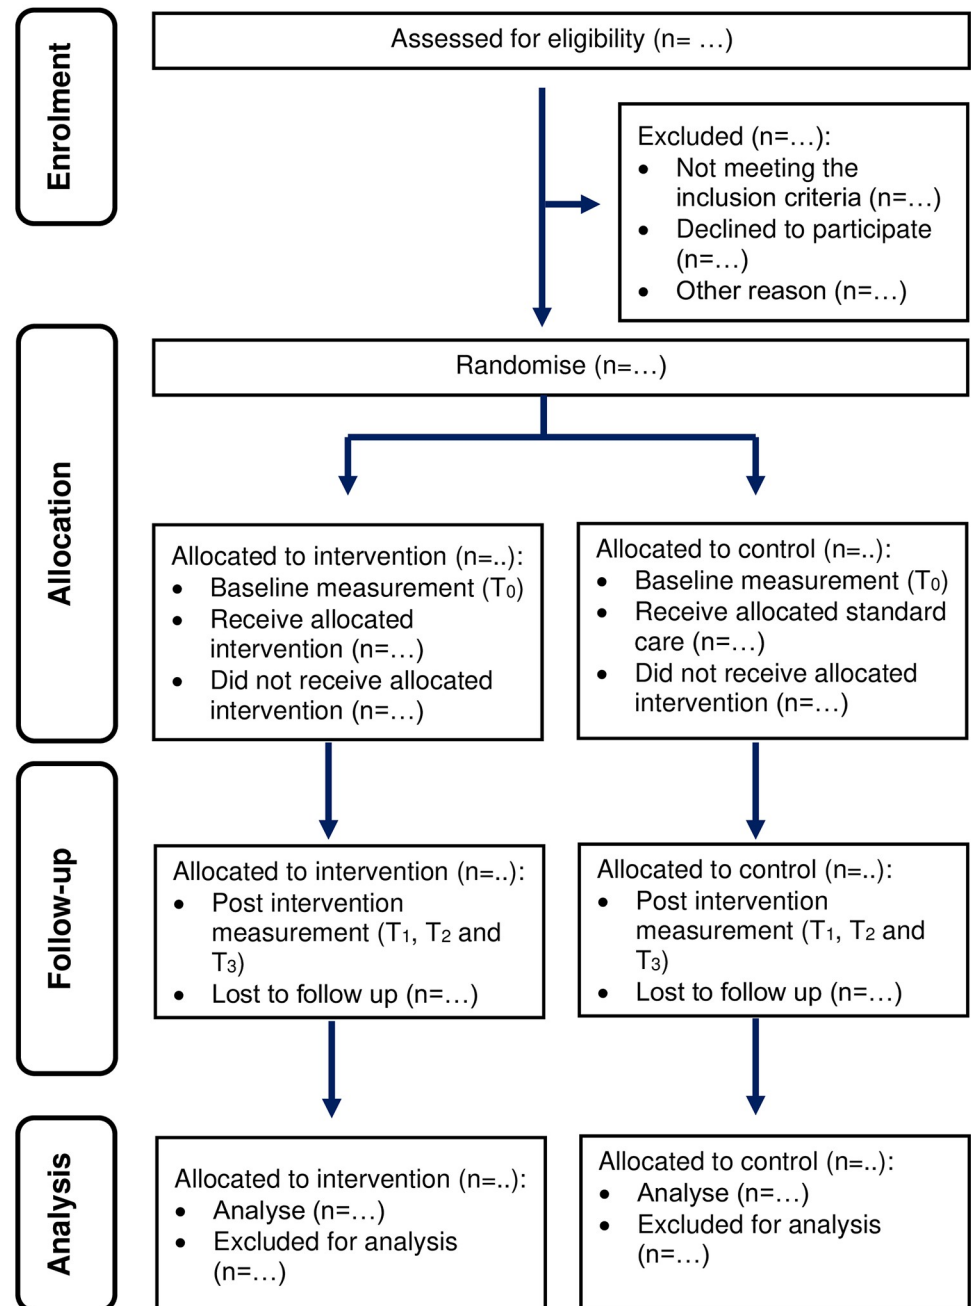 Enrolment
Assessed for eligibility (n= …)
Excluded (n=…):
• Not meeting the
inclusion criteria (n=…)
• Declined to participate
(n=…)
• Other reason (n=…)
Allocation
Randomise (n=…)
Allocated to intervention (n=..):
• Baseline measurement (T0)
• Receive allocated
intervention (n=…)
• Did not receive allocated
intervention (n=…)
Allocated to control (n=..):
• Baseline measurement (T0)
• Receive allocated standard
care (n=…)
• Did not receive allocated
intervention (n=…)
Follow-up
Allocated to intervention (n=..):
• Post intervention
measurement (T1, T2 and
T3)
• Lost to follow up (n=…)
Allocated to control (n=..):
• Post intervention
measurement (T1, T2 and
T3)
• Lost to follow up (n=…)
Analysis
Allocated to intervention (n=..):
• Analyse (n=…)
• Excluded for analysis
(n=…)
Allocated to control (n=..):
• Analyse (n=…)
• Excluded for analysis
(n=…)